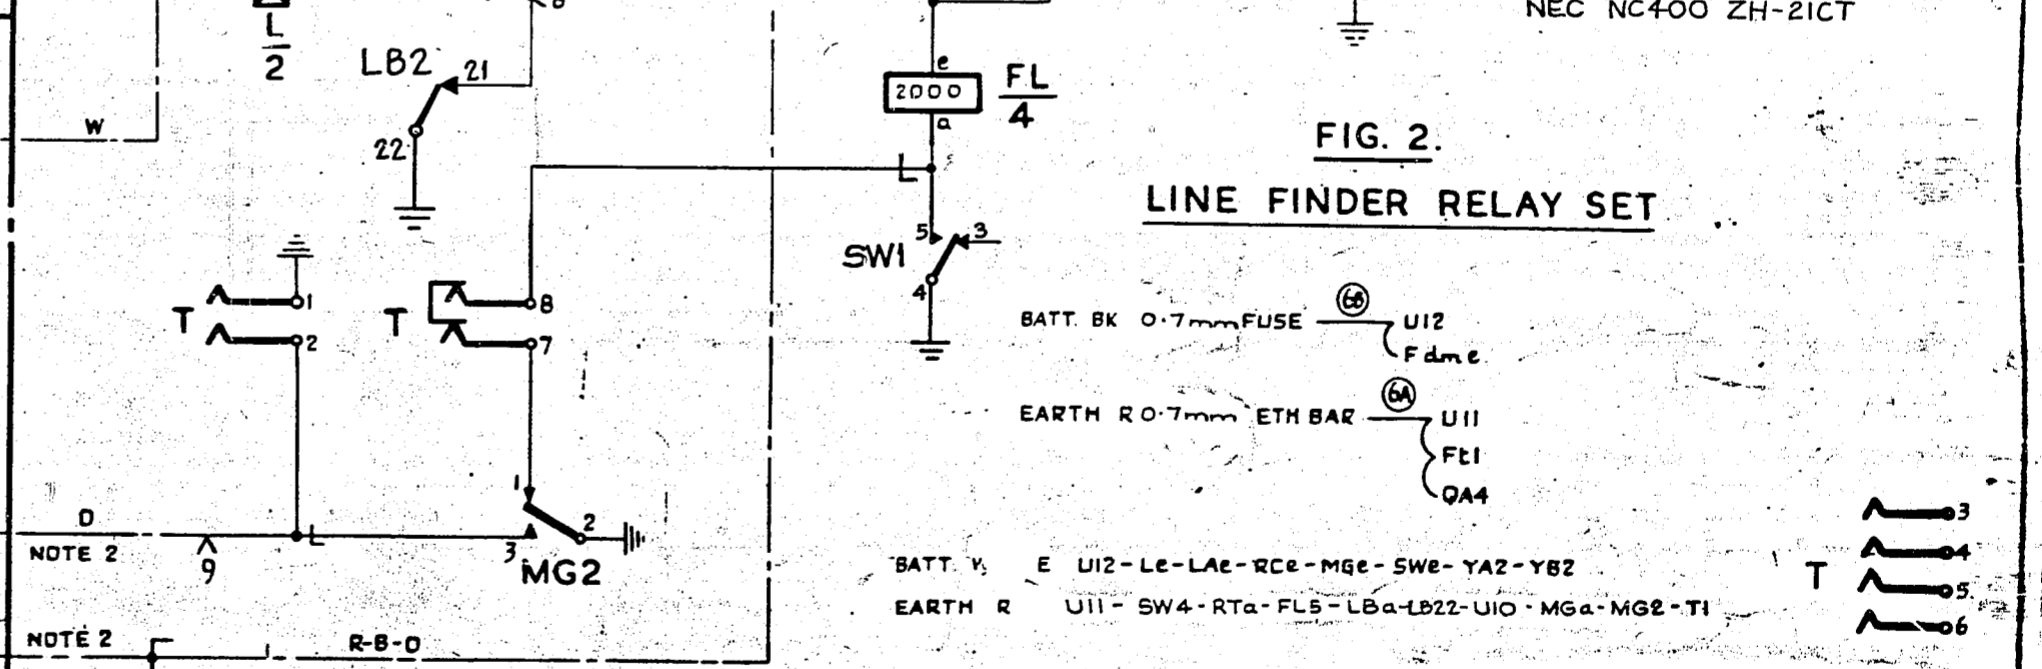 NEC NC400 ZH-21CT
L
2
LB2
21
22
W
e
2000
FL
4
a
FIG. 2.
LINE FINDER RELAY SET
5
3
SW1
4
T
1
2
T
8
7
BATT. BK 0.7mm FUSE
6B
U12
Fdme
EARTH R 0.7mm ETH BAR
6A
U11
Ft1
QA4
1
2
3
MG2
D
NOTE 2
9
BATT. E U12-Le-LAe-RCe-MGe-SWe-YA2-YB2
EARTH R U11-SW4-RTa-FL5-LBa-LB22-U10-MGa-MG2-T1
T
3
4
5
6
NOTE 2
R-B-O